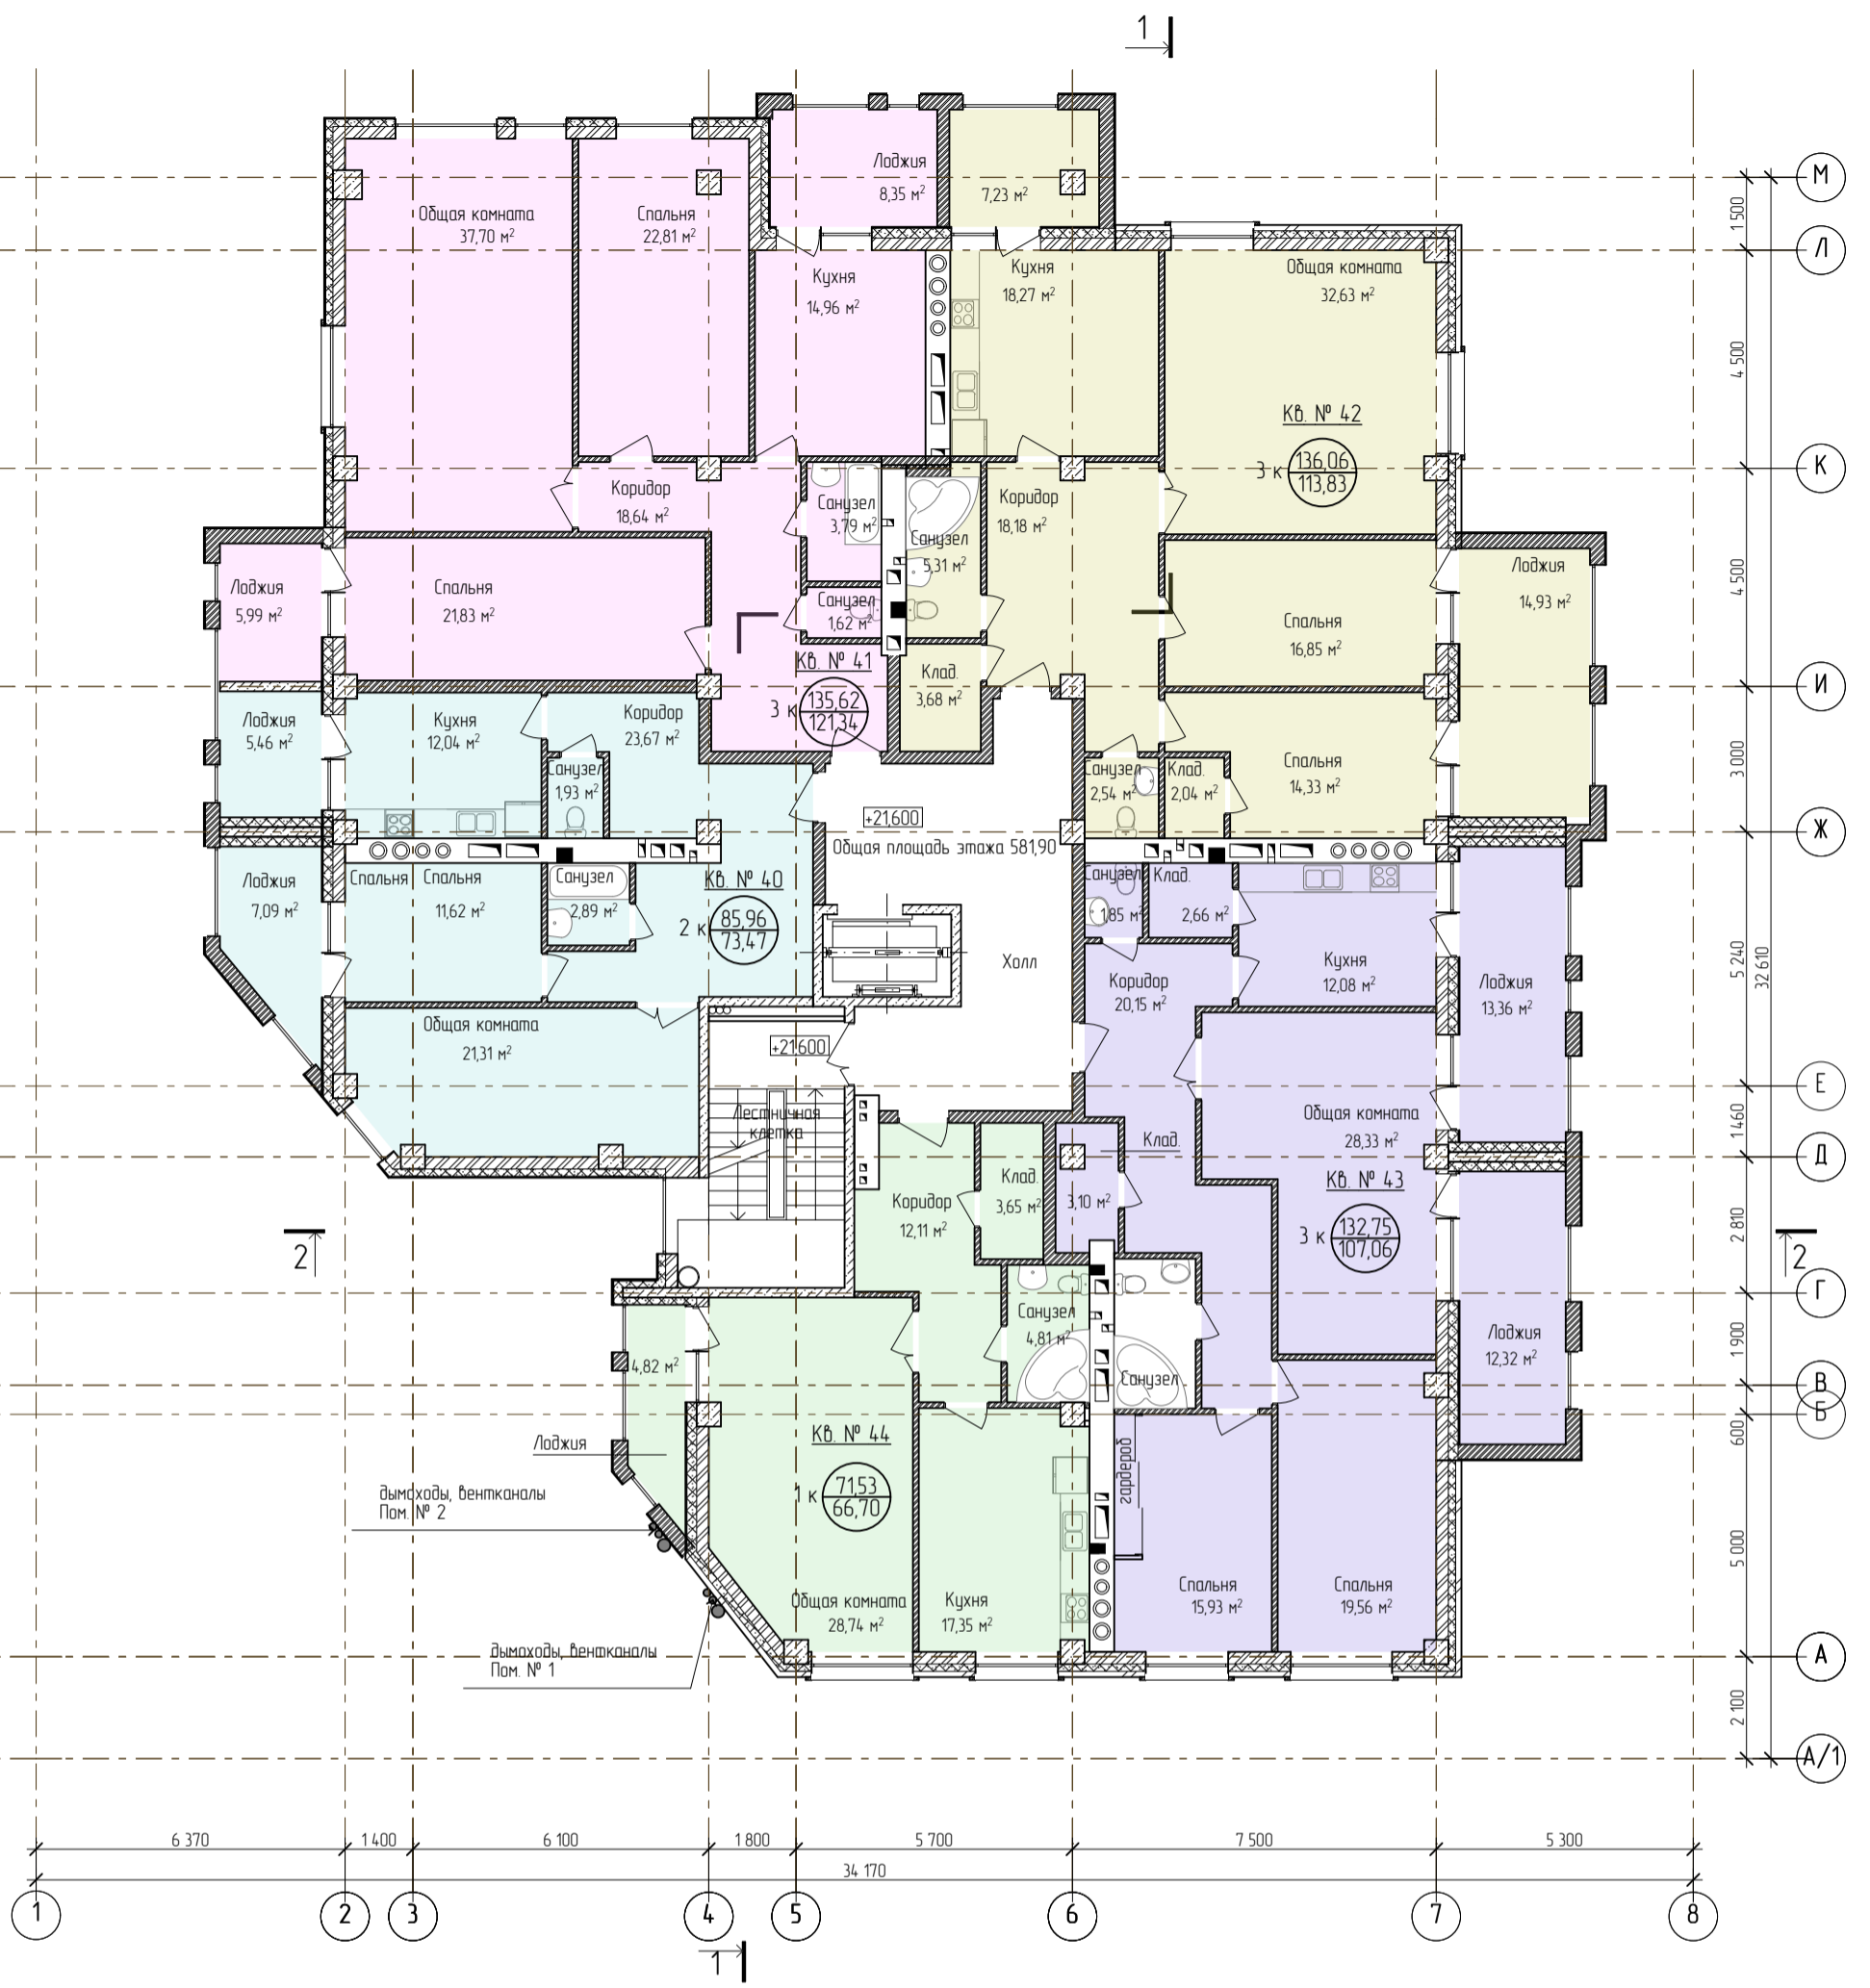 1
М
Л
К
И
Ж
Е
Д
Г
В
Б
А
А/1
1 500
4 500
4 500
3 000
5 240
1 460
2 810
1 900
600
5 000
2 100
32 610
Общая комната
37,70 м²
Спальня
22,81 м²
Лоджия
8,35 м²
7,23 м²
Кухня
14,96 м²
Кухня
18,27 м²
Общая комната
32,63 м²
Кв. № 42
3 к
136,06
113,83
Коридор
18,64 м²
Санузел
3,79 м²
Санузел
5,31 м²
Коридор
18,18 м²
Лоджия
5,99 м²
Спальня
21,83 м²
Санузел
1,62 м²
Спальня
16,85 м²
Лоджия
14,93 м²
Кв. № 41
3 к
135,62
121,34
Клад.
3,68 м²
Лоджия
5,46 м²
Кухня
12,04 м²
Коридор
23,67 м²
Санузел
1,93 м²
Санузел
2,54 м²
Клад.
2,04 м²
Спальня
14,33 м²
+21,600
Общая площадь этажа 581,90
Лоджия
7,09 м²
Спальня
Спальня
11,62 м²
Санузел
2,89 м²
Кв. № 40
2 к
85,96
73,47
Санузел
1,85 м²
Клад.
2,66 м²
Холл
Коридор
20,15 м²
Кухня
12,08 м²
Лоджия
13,36 м²
Общая комната
21,31 м²
+21,600
Лестничная
клетка
Общая комната
28,33 м²
Клад.
3,10 м²
Кв. № 43
3 к
132,75
107,06
Коридор
12,11 м²
Клад.
3,65 м²
2
2
Санузел
4,81 м²
Санузел
Лоджия
12,32 м²
4,82 м²
Лоджия
Кв. № 44
1 к
71,53
66,70
гардероб
дымоходы, вентканалы
Пом. № 2
Общая комната
28,74 м²
Кухня
17,35 м²
Спальня
15,93 м²
Спальня
19,56 м²
дымоходы, вентканалы
Пом. № 1
6 370
1 400
6 100
1 800
5 700
7 500
5 300
34 170
1
2
3
4
5
6
7
8
1